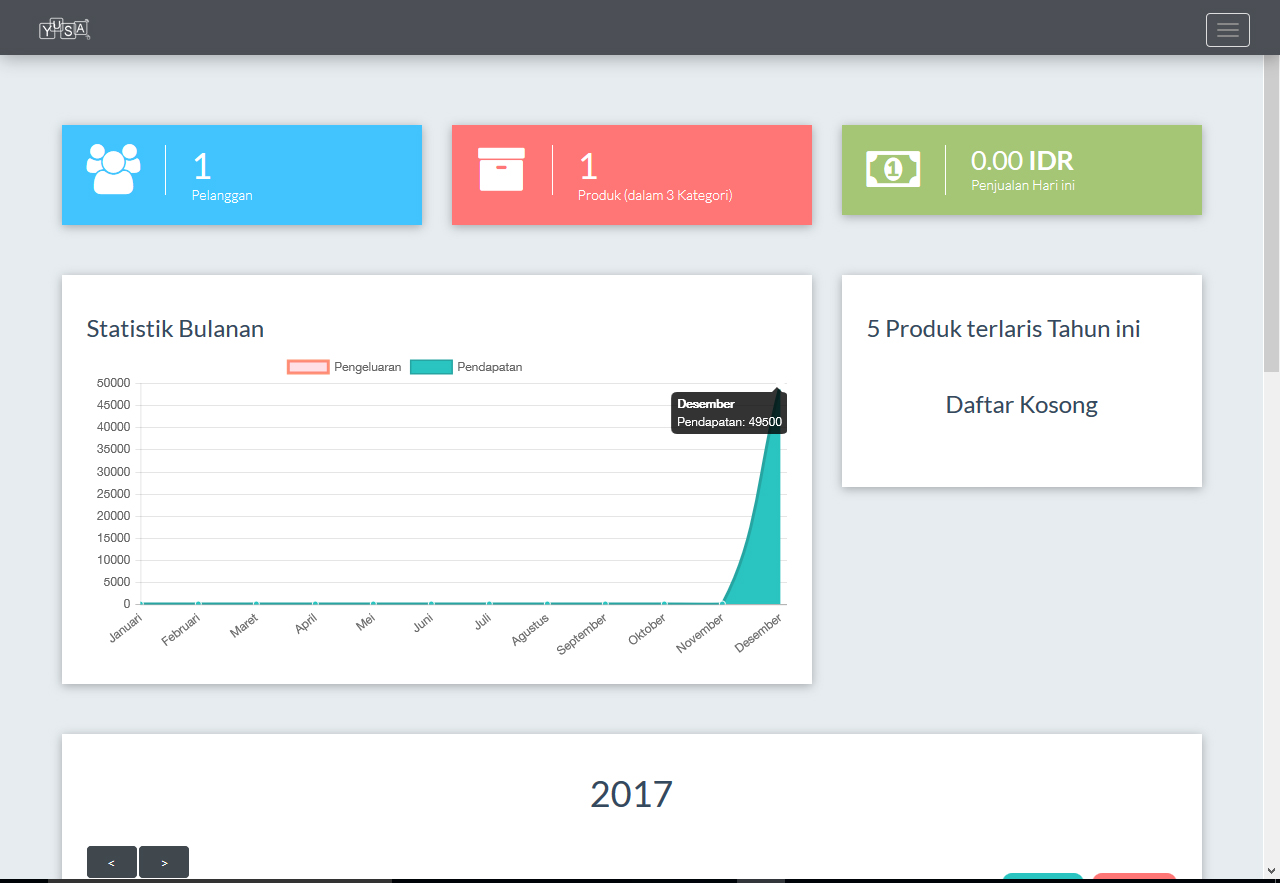 YUSA
1
Pelanggan
1
Produk (dalam 3 Kategori)
1
0.00 IDR
Penjualan Hari ini
Statistik Bulanan
Pengeluaran Pendapatan
50000
45000
40000
35000
30000
25000
20000
15000
10000
5000
0
Desember
Pendapatan: 49500
Januari Februari Maret April Mei Juni Juli Agustus September Oktober November Desember
5 Produk terlaris Tahun ini
Daftar Kosong
2017
< >